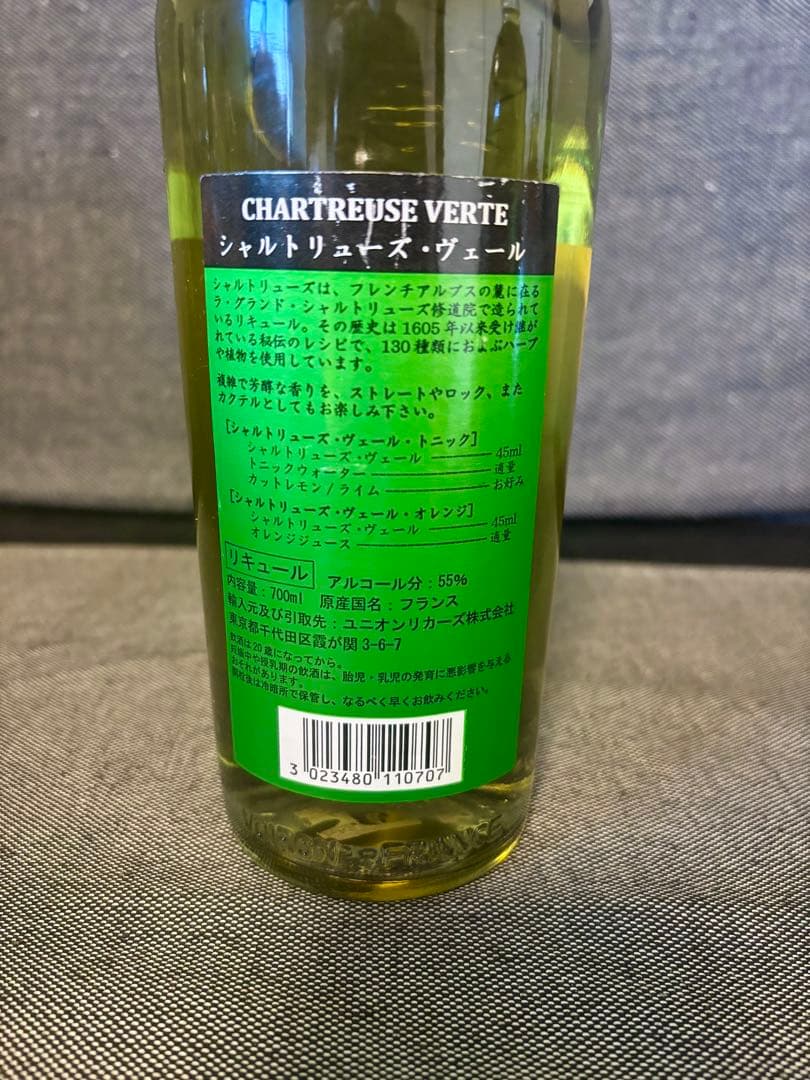 CHARTREUSE VERTE
シャルトリューズ・ヴェール
シャルトリューズは、フレンチアルプスの麓に在る
ラ・グランド・シャルトリューズ修道院で造られて
いるリキュール。その歴史は1605年以来受け継が
れている秘伝のレシピで、130種類におよぶハーブ
や植物を使用しています。
複雑で芳醇な香りを、ストレートやロック、また
カクテルとしてもお楽しみ下さい。
[シャルトリューズ・ヴェール・トニック]
シャルトリューズ・ヴェール 45ml
トニックウォーター 適量
カットレモン/ライム お好み
[シャルトリューズ・ヴェール・オレンジ]
シャルトリューズ・ヴェール 45ml
オレンジジュース 適量
リキュール アルコール分:55%
内容量:700ml 原産国名:フランス
輸入元及び引取先:ユニオンリカーズ株式会社
東京都千代田区霞が関3-6-7
飲酒は20歳になってから。
妊娠中や授乳期の飲酒は、胎児・乳児の発育に悪影響を与える
おそれがあります。
開栓後は冷暗所で保管し、なるべく早くお飲みください。
3 023480 110707